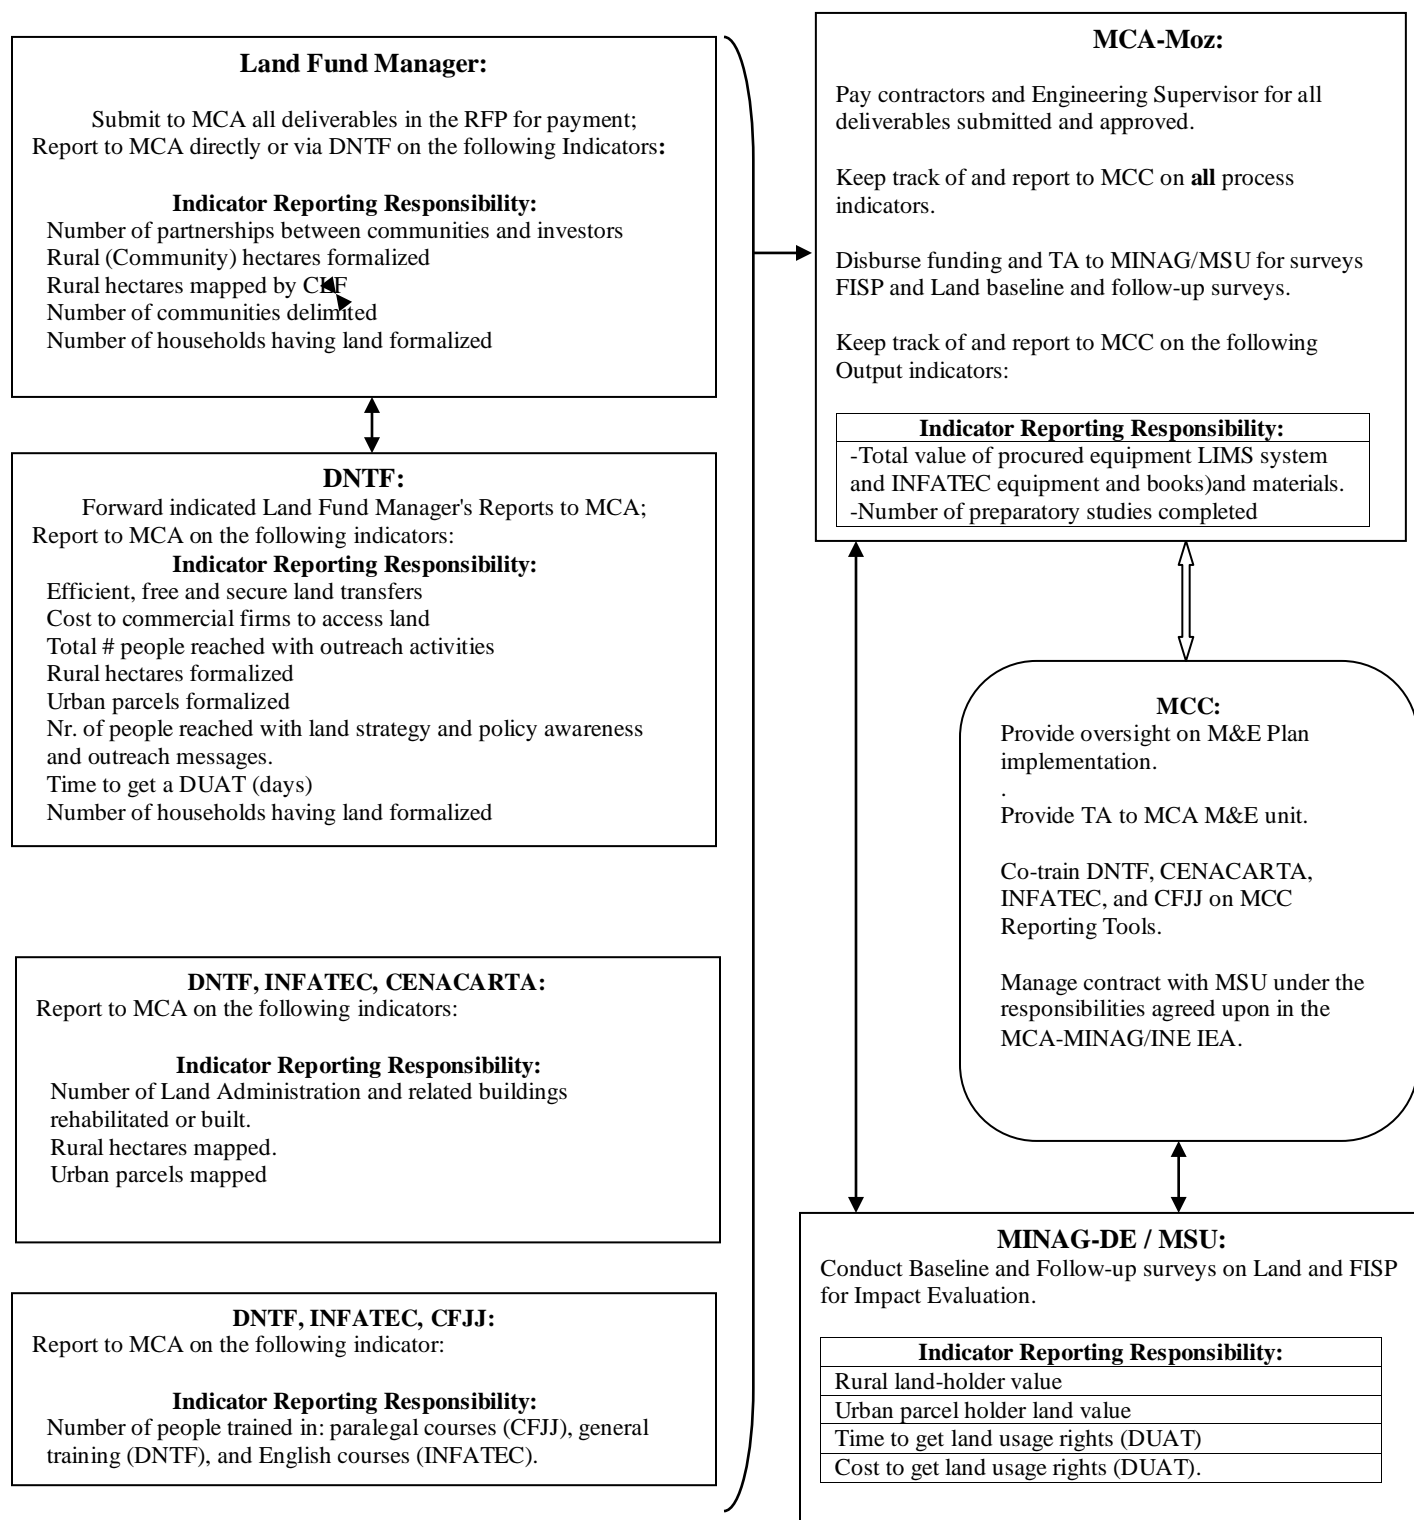 Land Fund Manager:
Submit to MCA all deliverables in the RFP for payment;
Report to MCA directly or via DNTF on the following Indicators:
Indicator Reporting Responsibility:
Number of partnerships between communities and investors
Rural (Community) hectares formalized
Rural hectares mapped by
Number of communities delimited
Number of households having land formalized
DNTF:
Forward indicated Land Fund Manager's Reports to MCA;
Report to MCA on the following indicators:
Indicator Reporting Responsibility:
Efficient, free and secure land transfers
Cost to commercial firms to access land
Total # people reached with outreach activities
Rural hectares formalized
Urban parcels formalized
Nr. of people reached with land strategy and policy awareness
and outreach messages.
Time to get a DUAT (days)
Number of households having land formalized
DNTF, INFATEC, CENACARTA:
Report to MCA on the following indicators:
Indicator Reporting Responsibility:
Number of Land Administration and related buildings
rehabilitated or built.
Rural hectares mapped.
Urban parcels mapped
DNTF, INFATEC, CFJJ:
Report to MCA on the following indicator:
Indicator Reporting Responsibility:
Number of people trained in: paralegal courses (CFJJ), general
training (DNTF), and English courses (INFATEC).
MCA-Moz:
Pay contractors and Engineering Supervisor for all
deliverables submitted and approved.
Keep track of and report to MCC on all process
indicators.
Disburse funding and TA to MINAG/MSU for surveys
FISP and Land baseline and follow-up surveys.
Keep track of and report to MCC on the following
Output indicators:
Indicator Reporting Responsibility:
-Total value of procured equipment LIMS system
and INFATEC equipment and books)and materials.
-Number of preparatory studies completed
MCC:
Provide oversight on M&E Plan
implementation.
.
Provide TA to MCA M&E unit.
Co-train DNTF, CENACARTA,
INFATEC, and CFJJ on MCC
Reporting Tools.
Manage contract with MSU under the
responsibilities agreed upon in the
MCA-MINAG/INE IEA.
MINAG-DE / MSU:
Conduct Baseline and Follow-up surveys on Land and FISP
for Impact Evaluation.
Indicator Reporting Responsibility:
Rural land-holder value
Urban parcel holder land value
Time to get land usage rights (DUAT)
Cost to get land usage rights (DUAT).